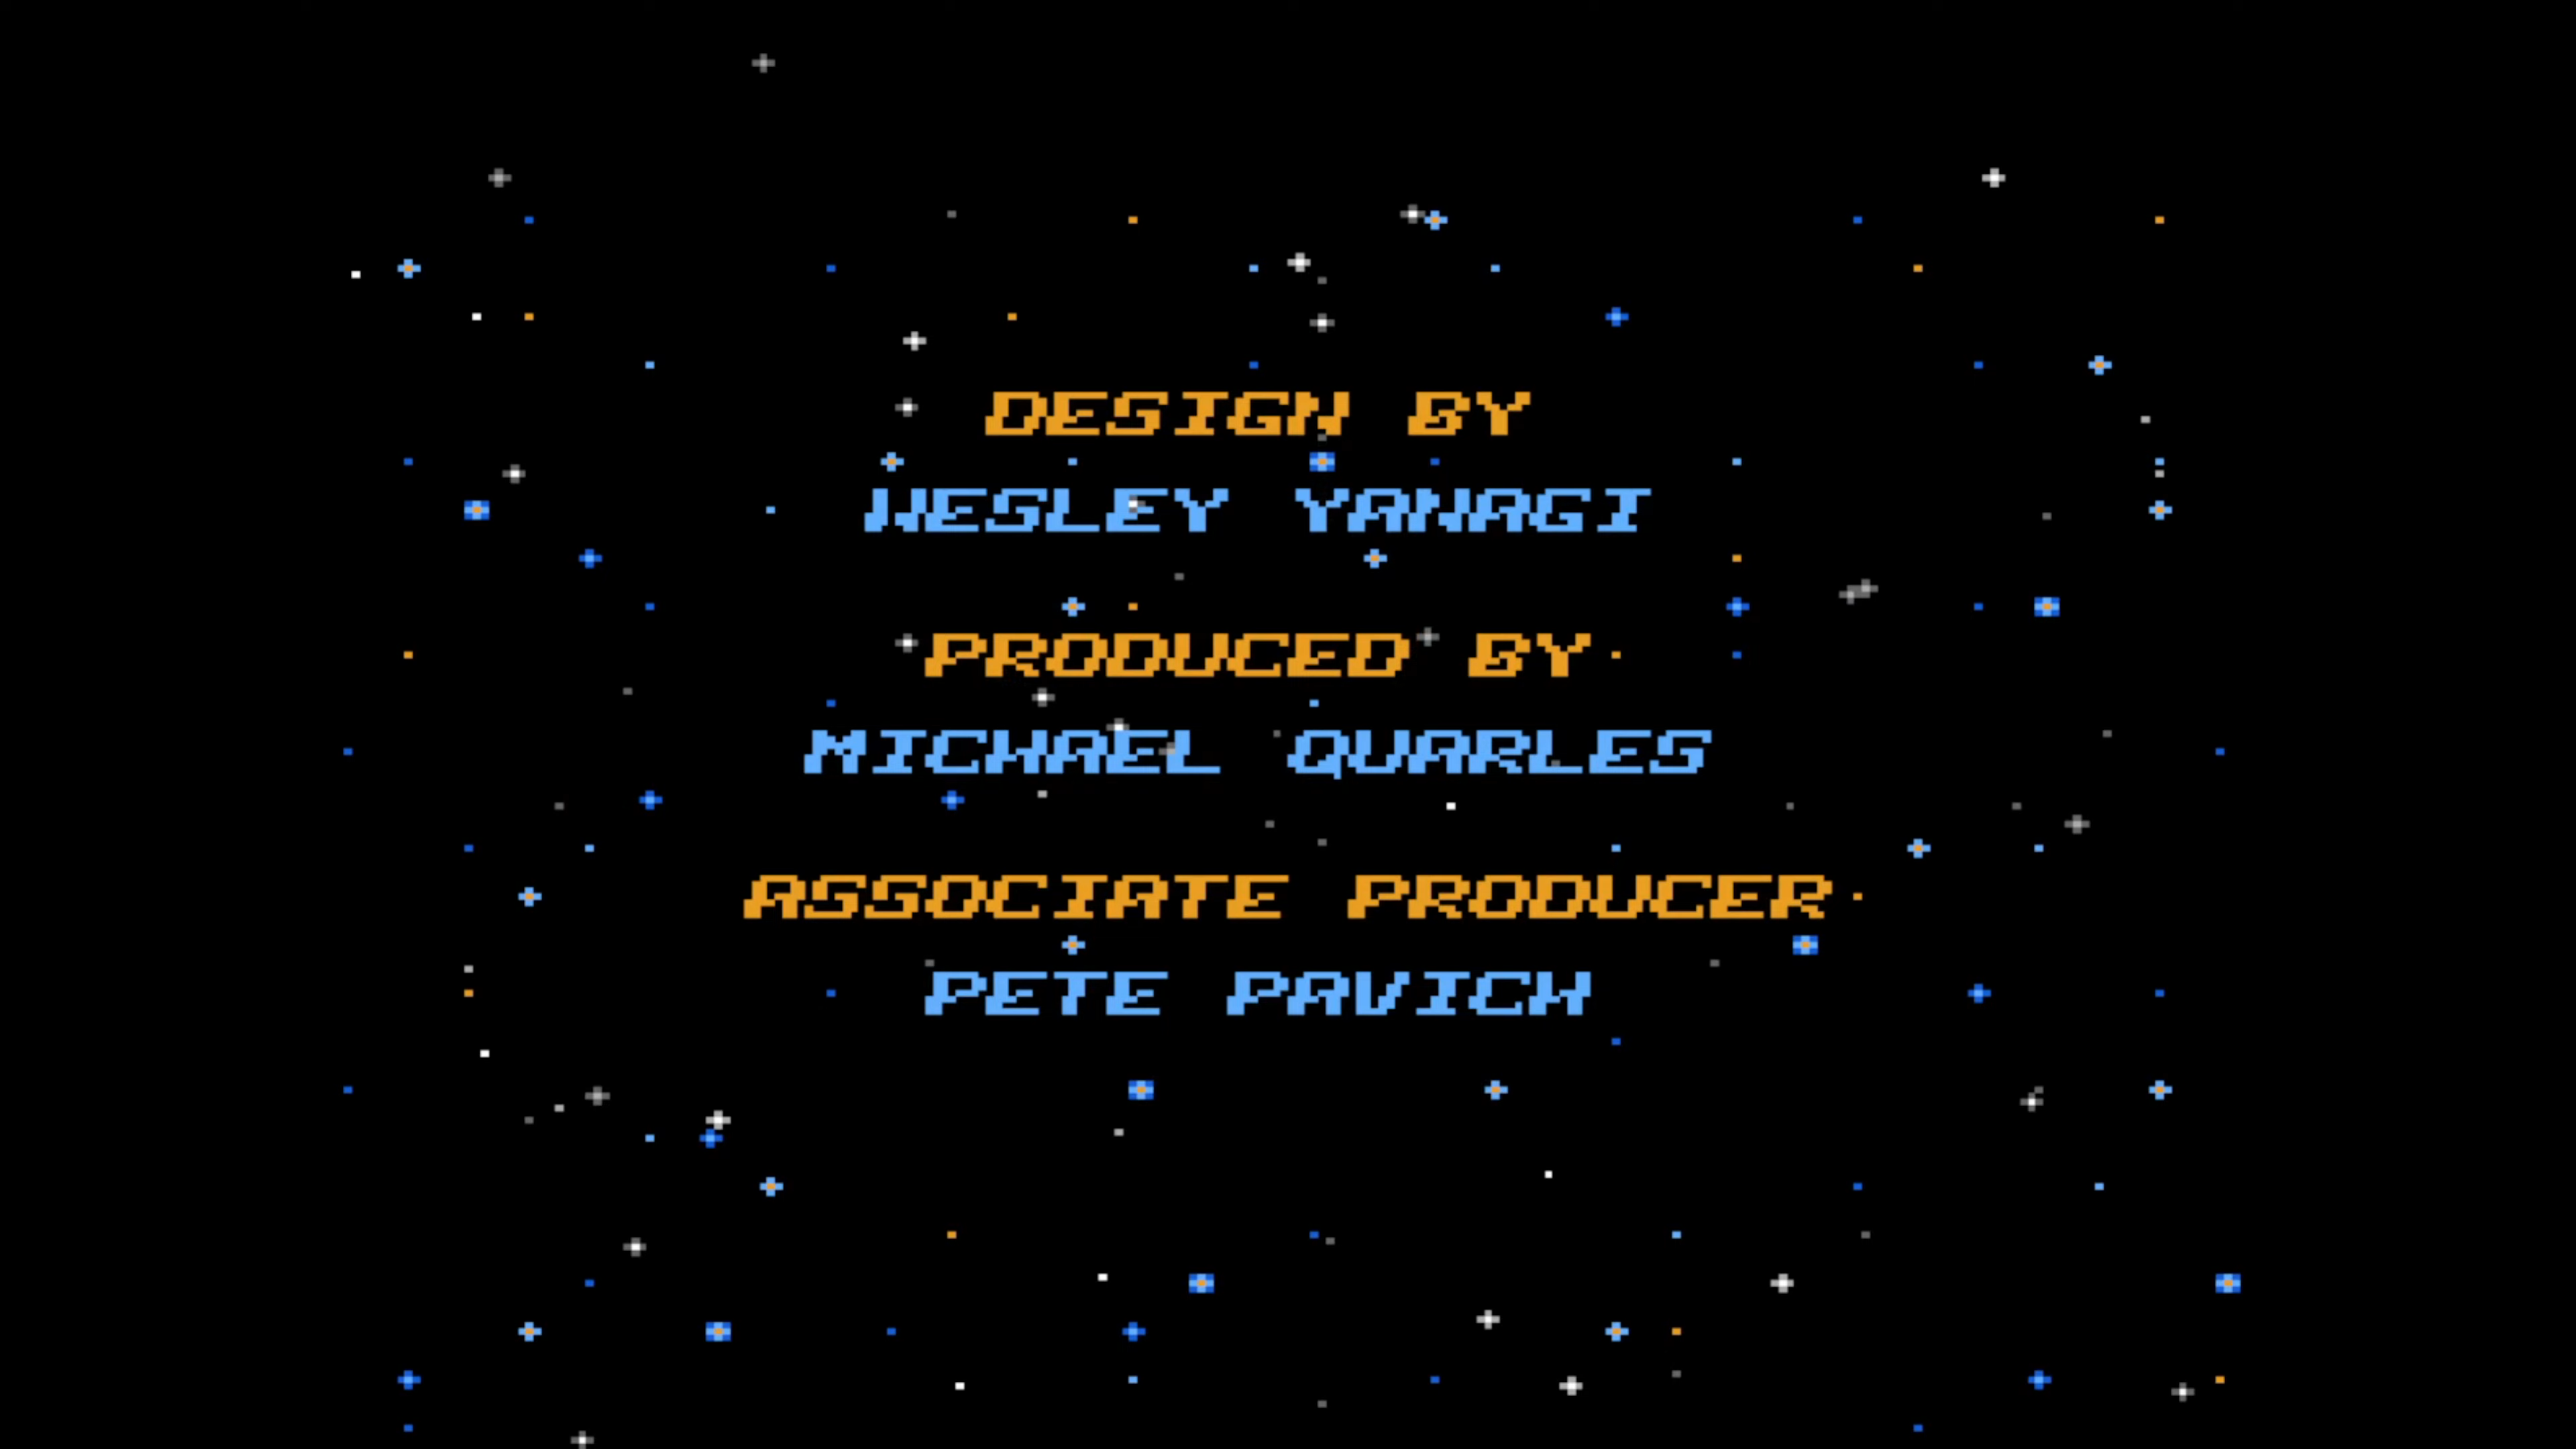 DESIGN BY
WESLEY YANAGI
PRODUCED BY
MICHAEL QUARLES
ASSOCIATE PRODUCER
PETE PAVICH